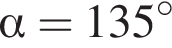 α = 135°